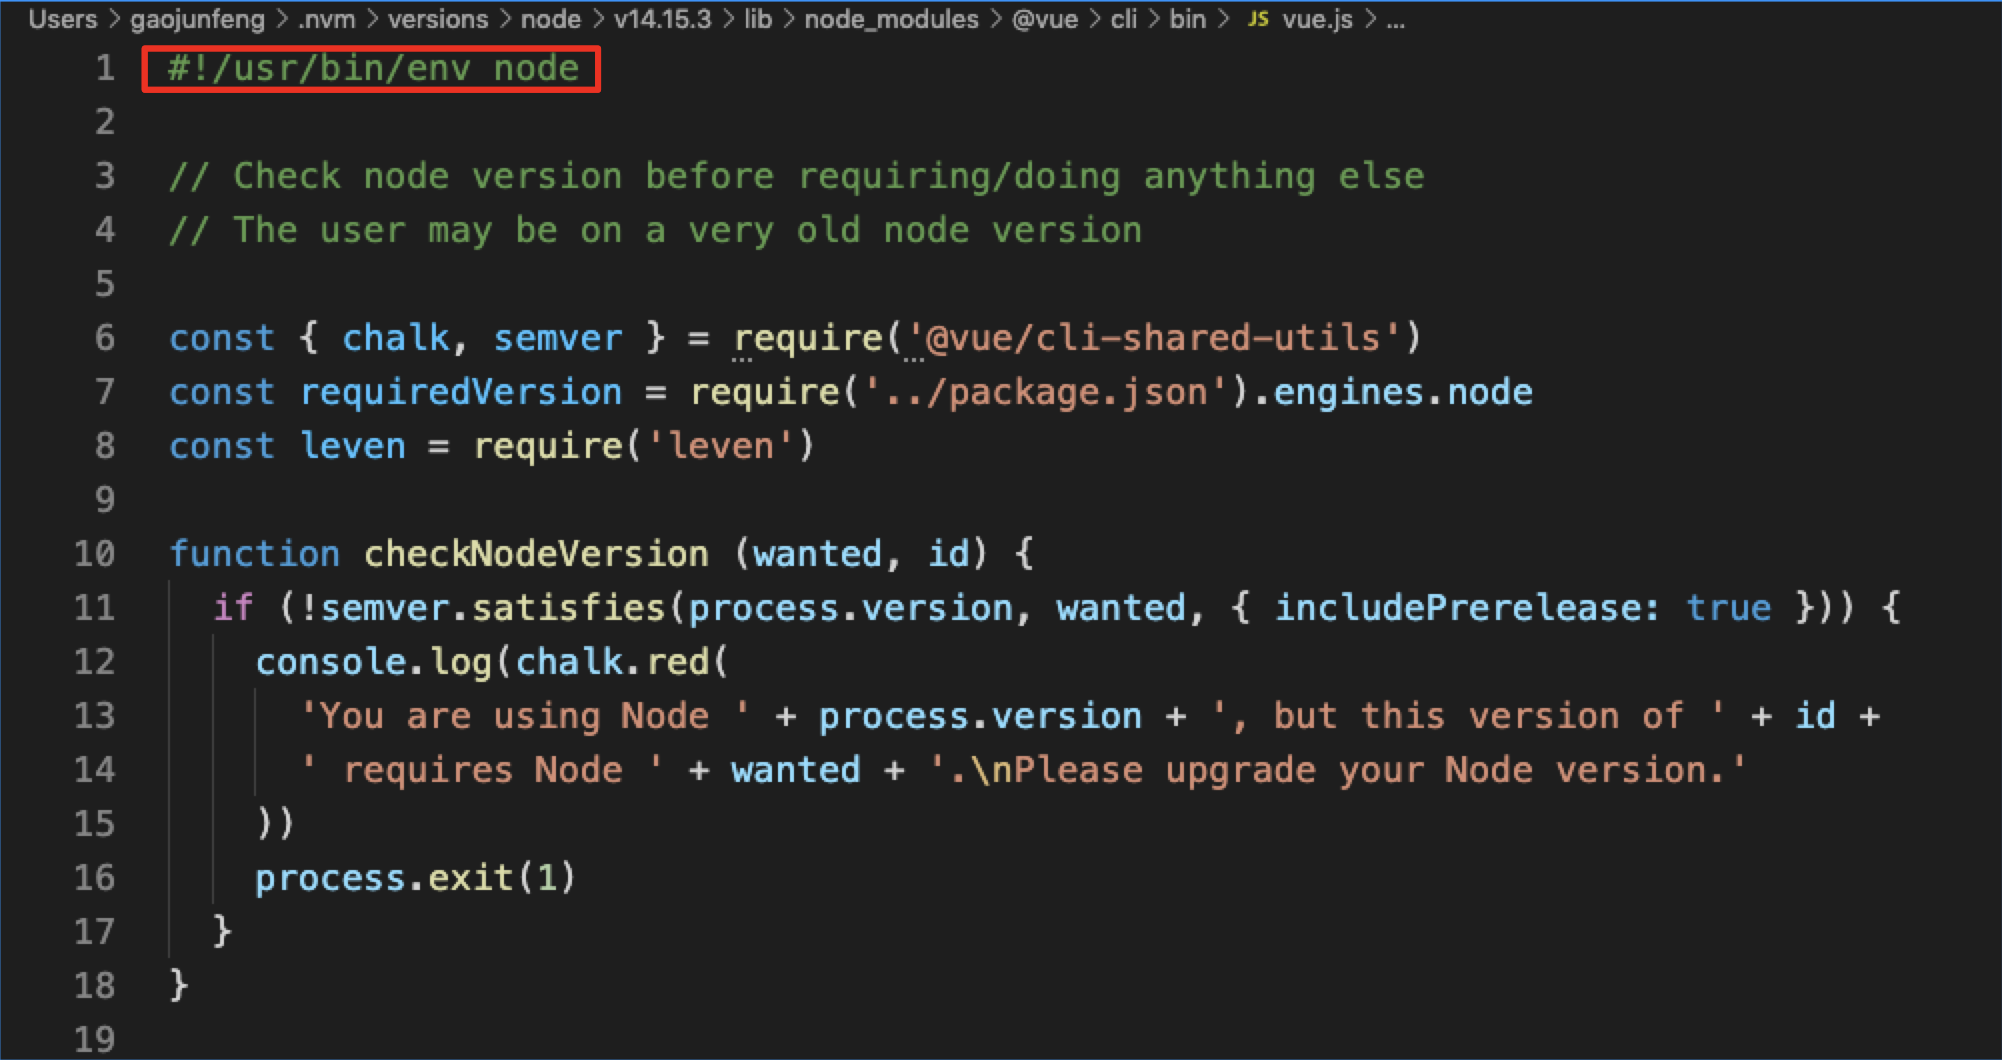 Users > gaojunfeng > .nvm > versions > node > v14.15.3 > lib > node_modules > @vue > cli > bin > JS vue.js > ...
1 #!/usr/bin/env node
2
3 // Check node version before requiring/doing anything else
4 // The user may be on a very old node version
5
6 const { chalk, semver } = require('@vue/cli-shared-utils')
7 const requiredVersion = require('../package.json').engines.node
8 const leven = require('leven')
9
10 function checkNodeVersion (wanted, id) {
11   if (!semver.satisfies(process.version, wanted, { includePrerelease: true })) {
12     console.log(chalk.red(
13       'You are using Node ' + process.version + ', but this version of ' + id +
14       ' requires Node ' + wanted + '.\nPlease upgrade your Node version.'
15     ))
16     process.exit(1)
17   }
18 }
19